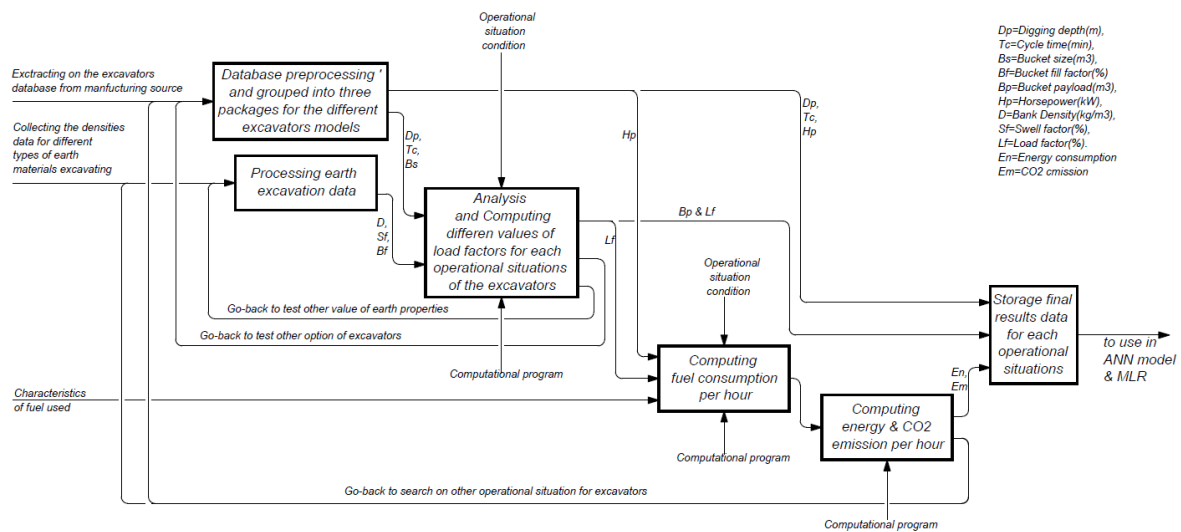 Operational
situation
condition
Dp=Digging depth(m),
Tc=Cycle time(min),
Bs=Bucket size(m3),
Bf=Bucket fill factor(%)
Bp=Bucket payload(m3)
Hp=Horsepower(kW),
D=Bank Density(kg/m3),
Sf=Swell factor(%),
Lf=Load factor(%).
En=Energy consumption
Em=CO2 cmission
Exctracting on the excavators
database from manfucturing source
Database preprocessing '
and grouped into three
packages for the different
excavators models
Collecting the densities
data for different
types of earth
materials excavating
Dp,
Tc,
Bs
Hp
Dp,
Tc,
Hp
Processing earth
excavation data
D,
Sf,
Bf
Analysis
and Computing
differen values of
load factors for each
operational situations
of the excavators
Bp & Lf
Lf
Operational
situation
condition
Go-back to test other value of earth properties
Go-back to test other option of excavators
Storage final
results data
for each
operational
situations
to use in
ANN model
& MLR
Computational program
Computing
fuel consumption
per hour
Characteristics
of fuel used
En,
Em
Computing
energy & CO2
emission per hour
Computational program
Go-back to search on other operational situation for excavators
Computational program